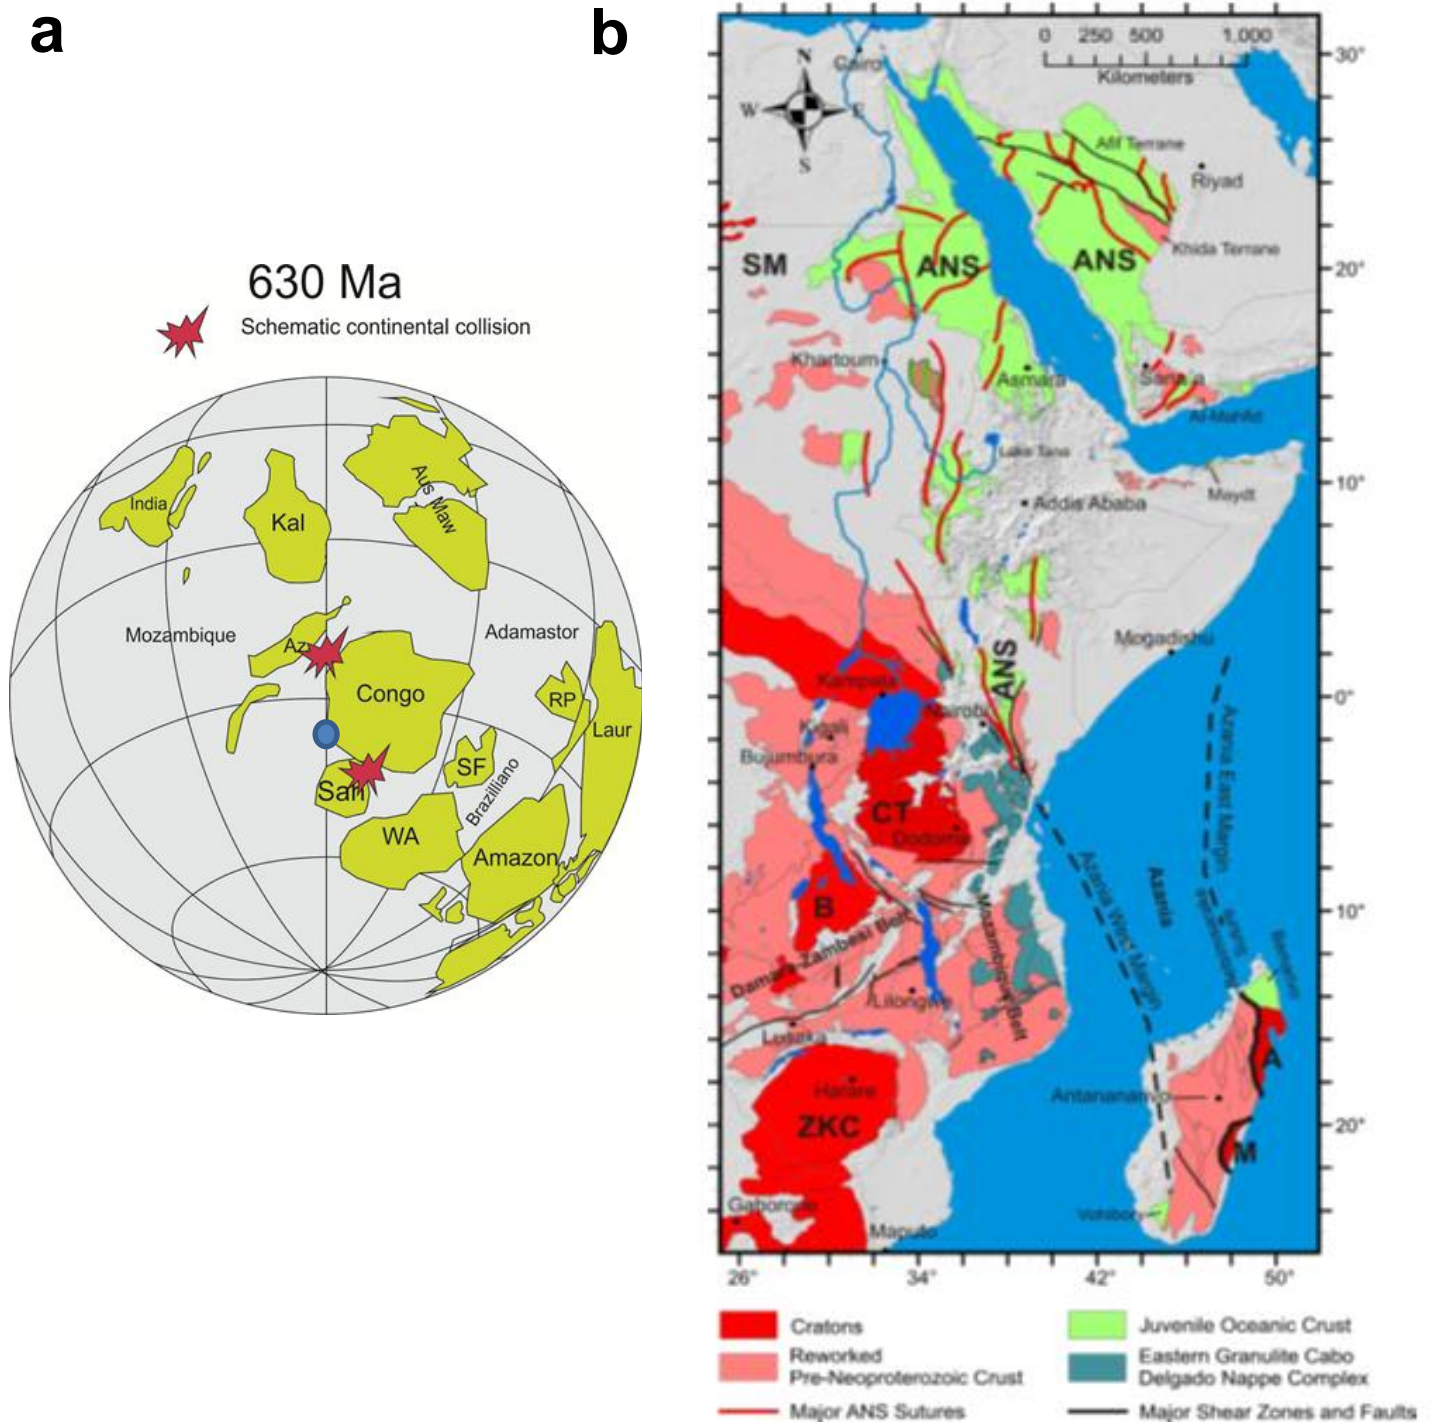 a
630 Ma
Schematic continental collision
India
Kal
Aus Maw
Mozambique
Adamastor
Az
Congo
RP
Laur
SF
Sah
Brazilliano
WA
Amazon
b
0 250 500 1,000
Kilometers
N
W E
S
Cairo
30°
Afif Terrane
Riyad
Khida Terrane
SM
ANS
ANS
20°
Khartoum
Asmara
Sana'a
Al-Mahfid
Lake Tana
10°
Maydt
Addis Ababa
Mogadishu
ANS
Kampala
0°
Nairobi
Kigali
Bujumbura
Azania East Margin
CT
Dodoma
Azania West Margin
Azania
B
10°
Damara-Zambesi Belt
Mozambique Belt
Lilongwe
Lusaka
A
Harare
Antananarivo
ZKC
20°
M
Gaborone
Vohibory
Maputo
26° 34° 42° 50°
Cratons
Juvenile Oceanic Crust
Reworked
Pre-Neoproterozoic Crust
Eastern Granulite Cabo
Delgado Nappe Complex
Major ANS Sutures
Major Shear Zones and Faults